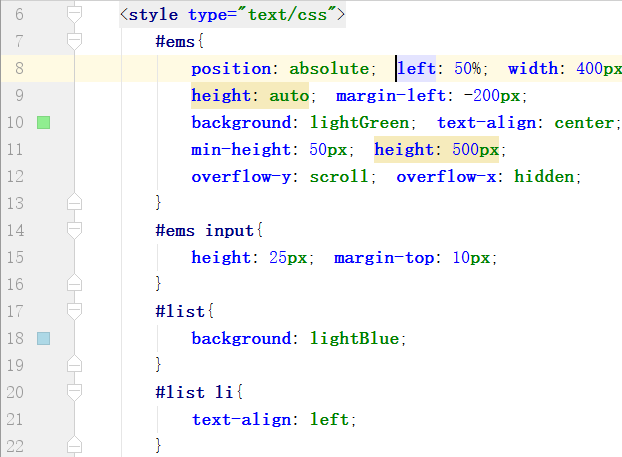 6 <style type="text/css">
7 #ems{
8 position: absolute; left: 50%; width: 400px
9 height: auto; margin-left: -200px;
10 background: lightGreen; text-align: center;
11 min-height: 50px; height: 500px;
12 overflow-y: scroll; overflow-x: hidden;
13 }
14 #ems input{
15 height: 25px; margin-top: 10px;
16 }
17 #list{
18 background: lightBlue;
19 }
20 #list li{
21 text-align: left;
22 }